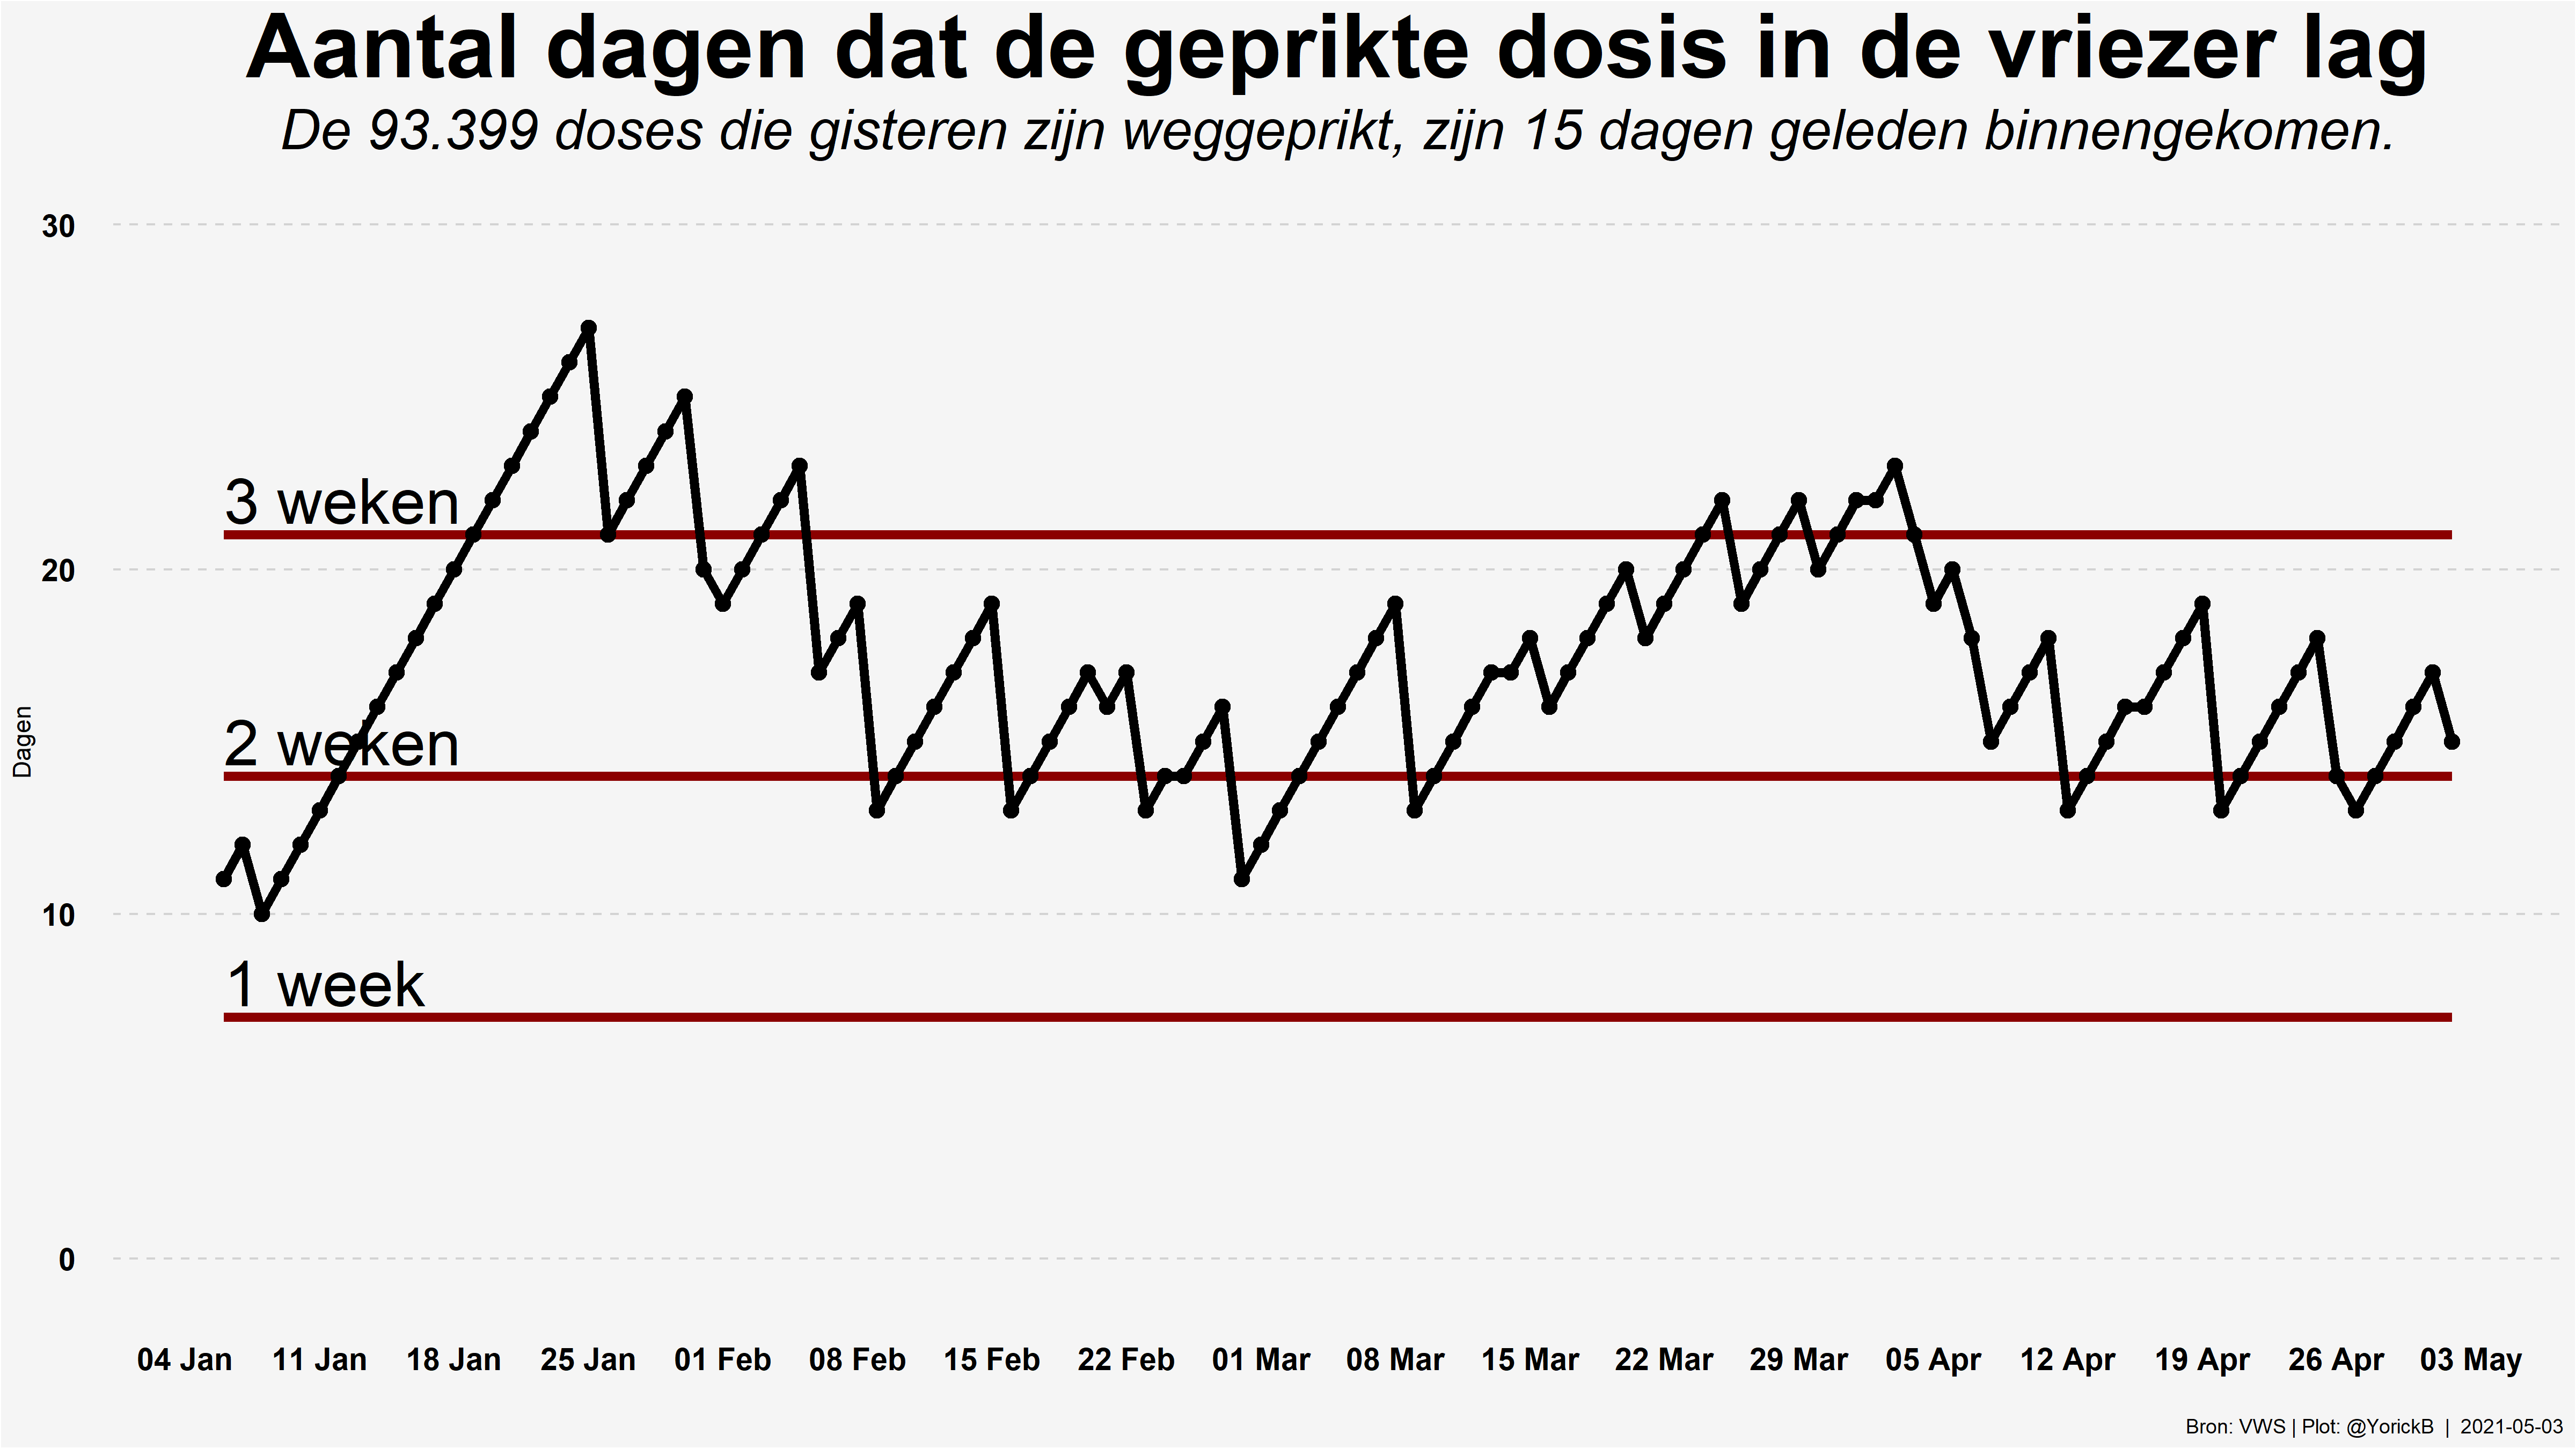 Aantal dagen dat de geprikte dosis in de vriezer lag
De 93.399 doses die gisteren zijn weggeprikt, zijn 15 dagen geleden binnengekomen.
30
3 weken
20
2 weken
Dagen
10
1 week
0
04 Jan 11 Jan 18 Jan 25 Jan 01 Feb 08 Feb 15 Feb 22 Feb 01 Mar 08 Mar 15 Mar 22 Mar 29 Mar 05 Apr 12 Apr 19 Apr 26 Apr 03 May
Bron: VWS | Plot: @YorickB | 2021-05-03